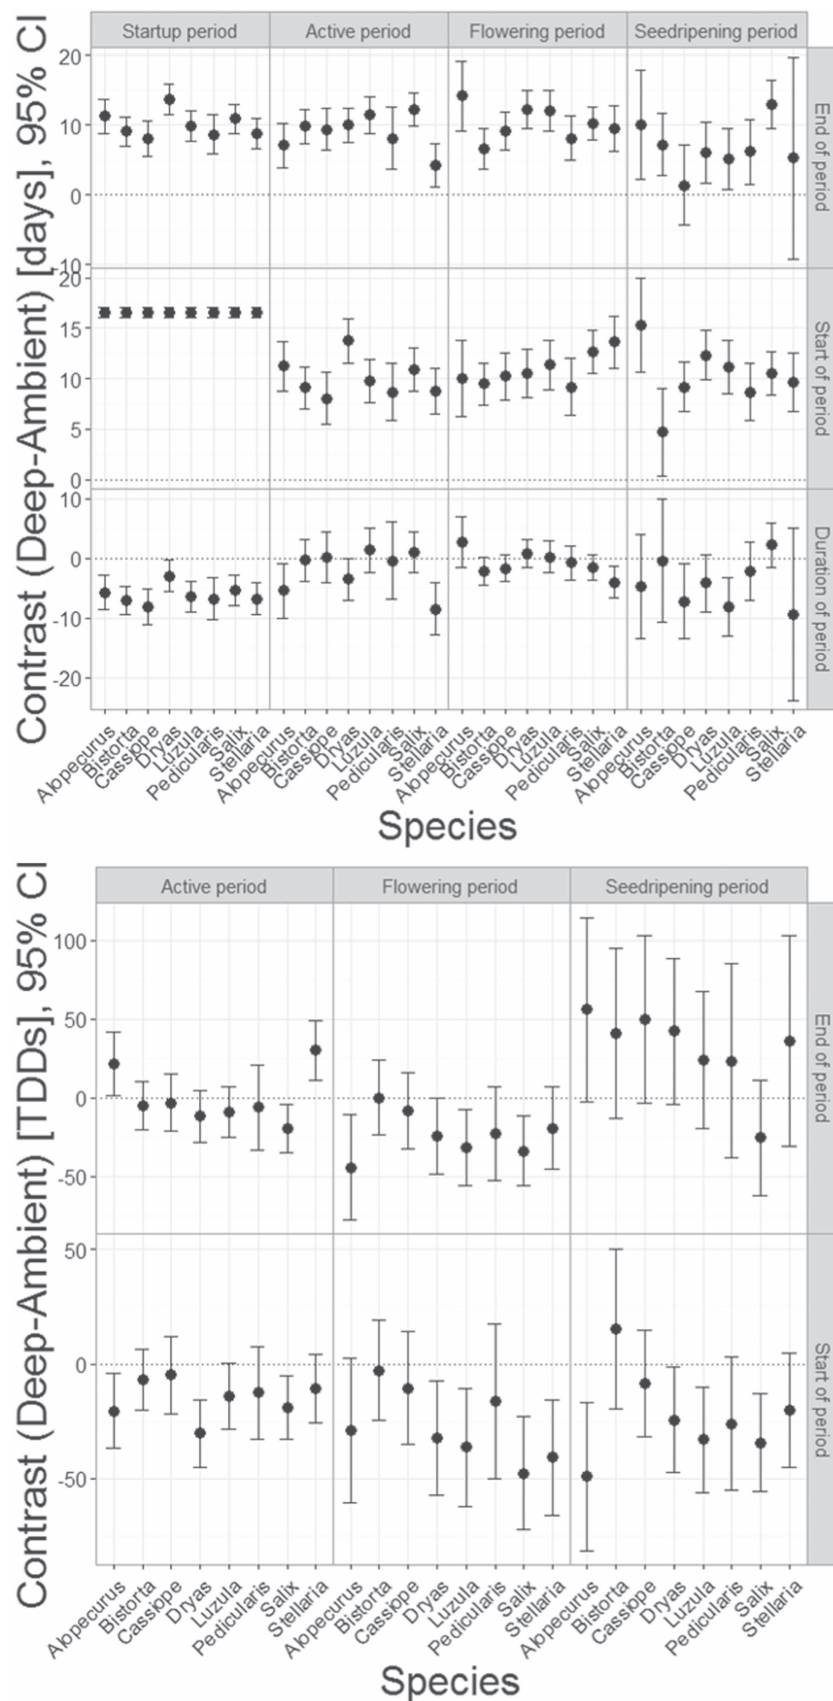 Contrast (Deep-Ambient) [days], 95% CI
Startup period
Active period
Flowering period
Seedripening period
20
10
0
-10
End of period
20
15
10
5
0
Start of period
10
0
-10
-20
Duration of period
Alopecurus
Bistorta
Cassiope
Dryas
Luzula
Pedicularis
Salix
Stellaria
Alopecurus
Bistorta
Cassiope
Dryas
Luzula
Pedicularis
Salix
Stellaria
Alopecurus
Bistorta
Cassiope
Dryas
Luzula
Pedicularis
Salix
Stellaria
Alopecurus
Bistorta
Cassiope
Dryas
Luzula
Pedicularis
Salix
Stellaria
Species
Contrast (Deep-Ambient) [TDDs], 95% CI
Active period
Flowering period
Seedripening period
100
50
0
-50
End of period
50
0
-50
Start of period
Alopecurus
Bistorta
Cassiope
Dryas
Luzula
Pedicularis
Salix
Stellaria
Alopecurus
Bistorta
Cassiope
Dryas
Luzula
Pedicularis
Salix
Stellaria
Alopecurus
Bistorta
Cassiope
Dryas
Luzula
Pedicularis
Salix
Stellaria
Species